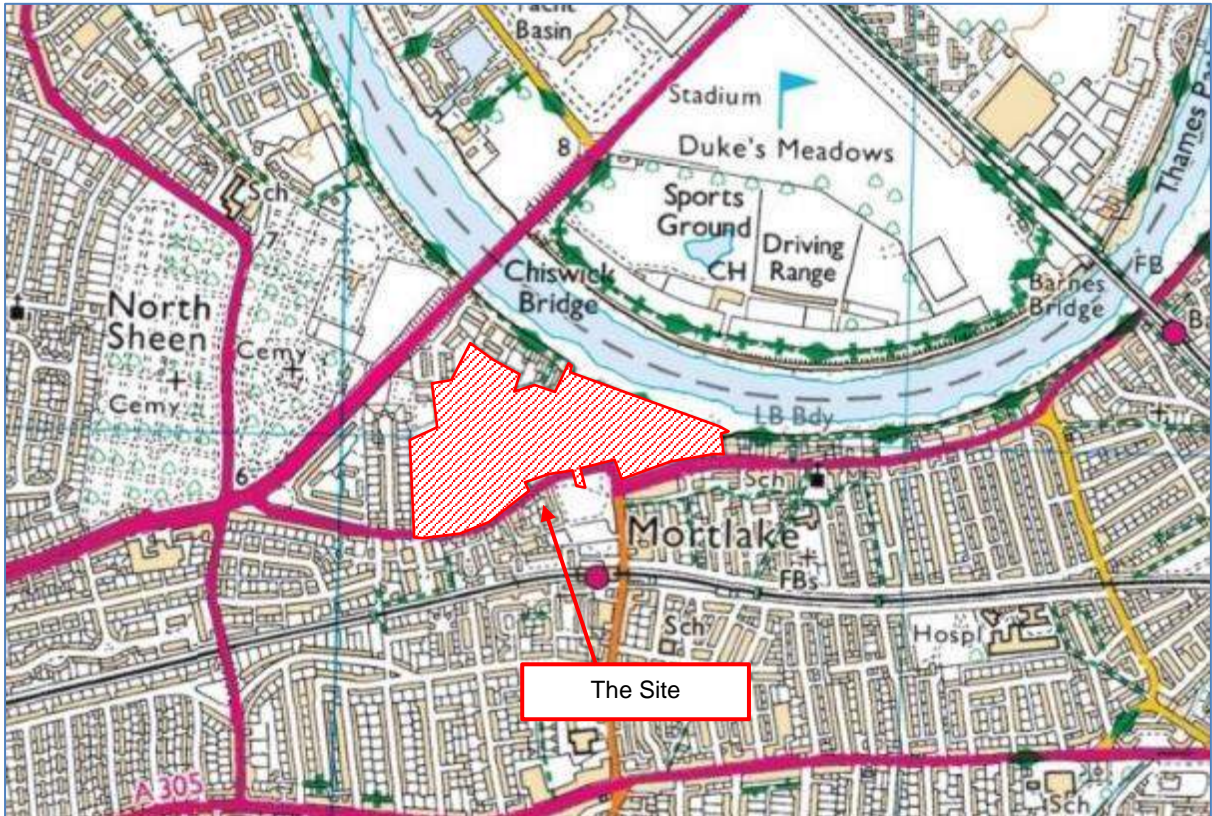 Yacht
Basin
Stadium
8
Duke's Meadows
Thames P
Sch
Sports
Ground
CH
Driving
Range
7
Chiswick
Bridge
Barnes
Bridge
FB
North
Sheen
Cemy
Cemy
B
LB Bdy
6
Sch
Mortlake
FBs
Sch
Hospl
The Site
A 305
Sch